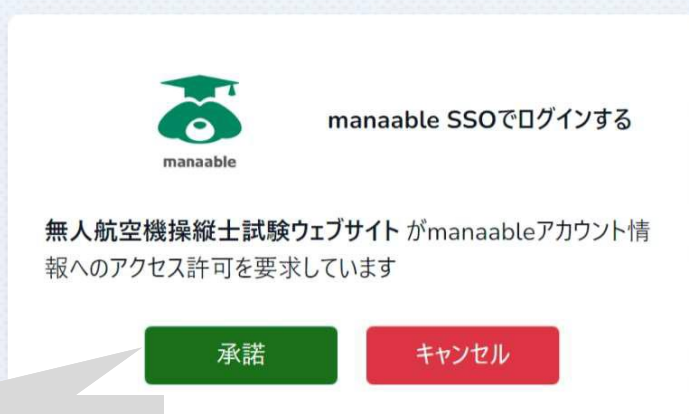 manaable SSOでログインする
manaable
無人航空機操縦士試験ウェブサイト がmanaableアカウント情
報へのアクセス許可を要求しています
承諾
キャンセル